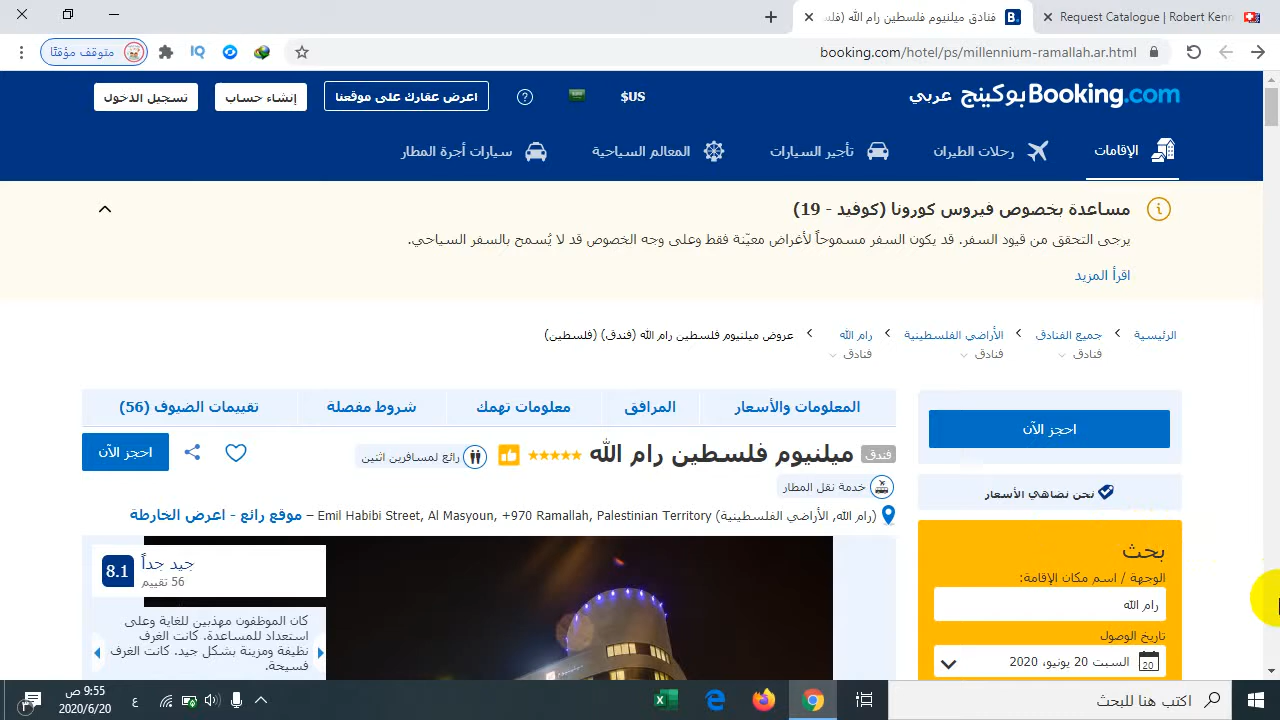 فنادق ميلنيوم فلسطين رام الله (فلس
Request Catalogue | Robert Kenn
booking.com/hotel/ps/millennium-ramallah.ar.html
متوقف مؤقتًا
Booking.com بوكينج عربي
US$
اعرض عقارك على موقعنا
إنشاء حساب
تسجيل الدخول
الإقامات
رحلات الطيران
تأجير السيارات
المعالم السياحية
سيارات أجرة المطار
مساعدة بخصوص فيروس كورونا (كوفيد - 19)
يرجى التحقق من قيود السفر. قد يكون السفر مسموحاً لأغراض معيّنة فقط وعلى وجه الخصوص قد لا يُسمح بالسفر السياحي.
اقرأ المزيد
الرئيسية
جميع الفنادق
الأراضي الفلسطينية
رام الله
عروض ميلنيوم فلسطين رام الله (فندق) (فلسطين)
فنادق
فنادق
فنادق
احجز الآن
نحن نضاهي الأسعار
بحث
الوجهة / اسم مكان الإقامة:
رام الله
تاريخ الوصول
السبت 20 يونيو، 2020
20
المعلومات والأسعار
المرافق
معلومات تهمك
شروط مفصلة
تقييمات الضيوف (56)
فندق
ميلنيوم فلسطين رام الله
رائع لمسافرين اثنين
احجز الآن
خدمة نقل المطار
Emil Habibi Street, Al Masyoun, +970 Ramallah, Palestinian Territory (رام الله, الأراضي الفلسطينية) – موقع رائع - اعرض الخارطة
جيد جداً
8.1
56 تقييم
كان الموظفون مهذبين للغاية وعلى
استعداد للمساعدة. كانت الغرف
نظيفة ومزينة بشكل جيد. كانت الغرف
فسيحة.
اكتب هنا للبحث
ع
9:55 ص
2020/6/20